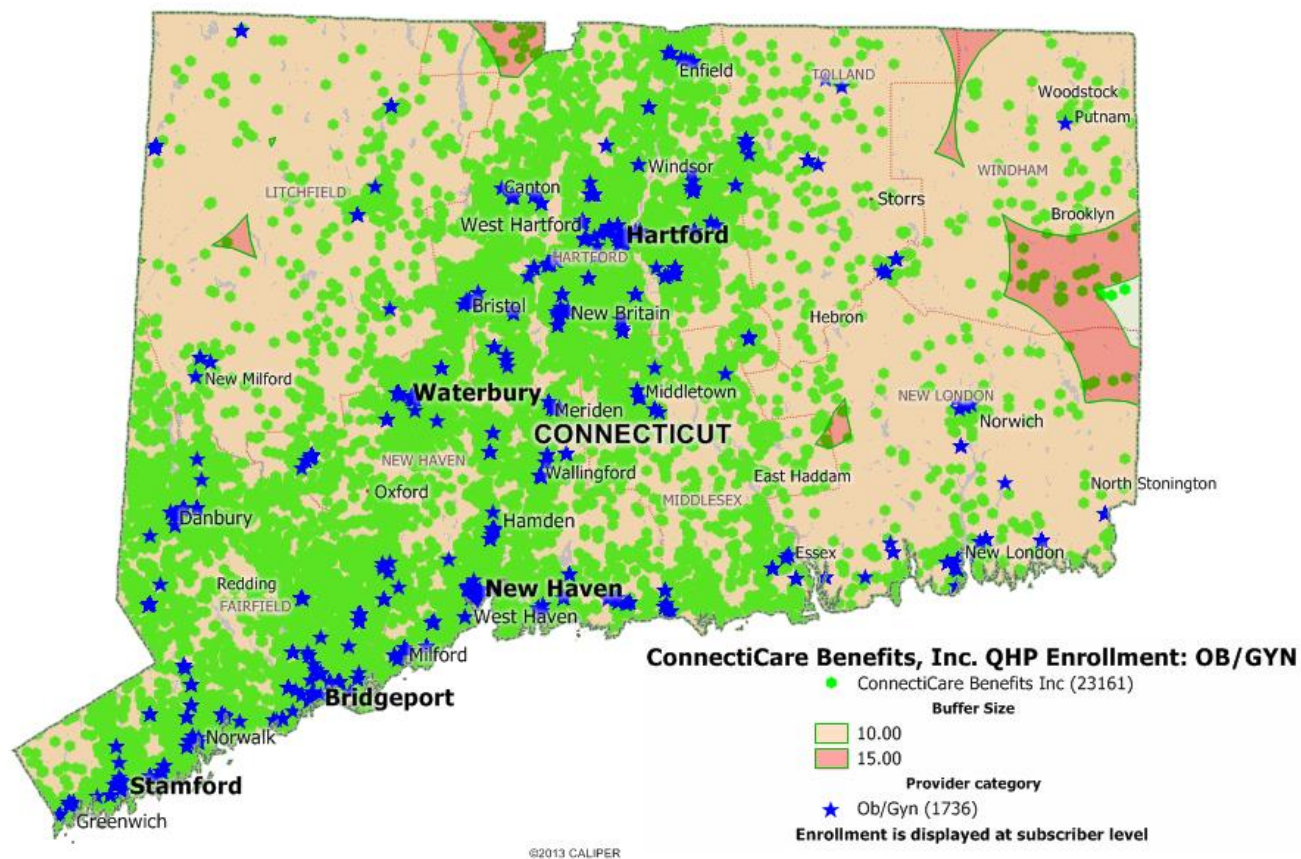 Enfield
TOLLAND
Woodstock
Putnam
Windsor
WINDHAM
LITCHFIELD
Canton
Storrs
Brooklyn
West Hartford
Hartford
HARTFORD
Bristol
New Britain
Hebron
New Milford
Waterbury
Middletown
NEW LONDON
Meriden
Norwich
CONNECTICUT
NEW HAVEN
Wallingford
East Haddam
North Stonington
Oxford
MIDDLESEX
Danbury
Hamden
Essex
New London
Redding
New Haven
FAIRFIELD
West Haven
Milford
ConnectiCare Benefits, Inc. QHP Enrollment: OB/GYN
ConnectiCare Benefits Inc (23161)
Bridgeport
Buffer Size
10.00
Norwalk
15.00
Stamford
Provider category
Ob/Gyn (1736)
Greenwich
Enrollment is displayed at subscriber level
©2013 CALIPER